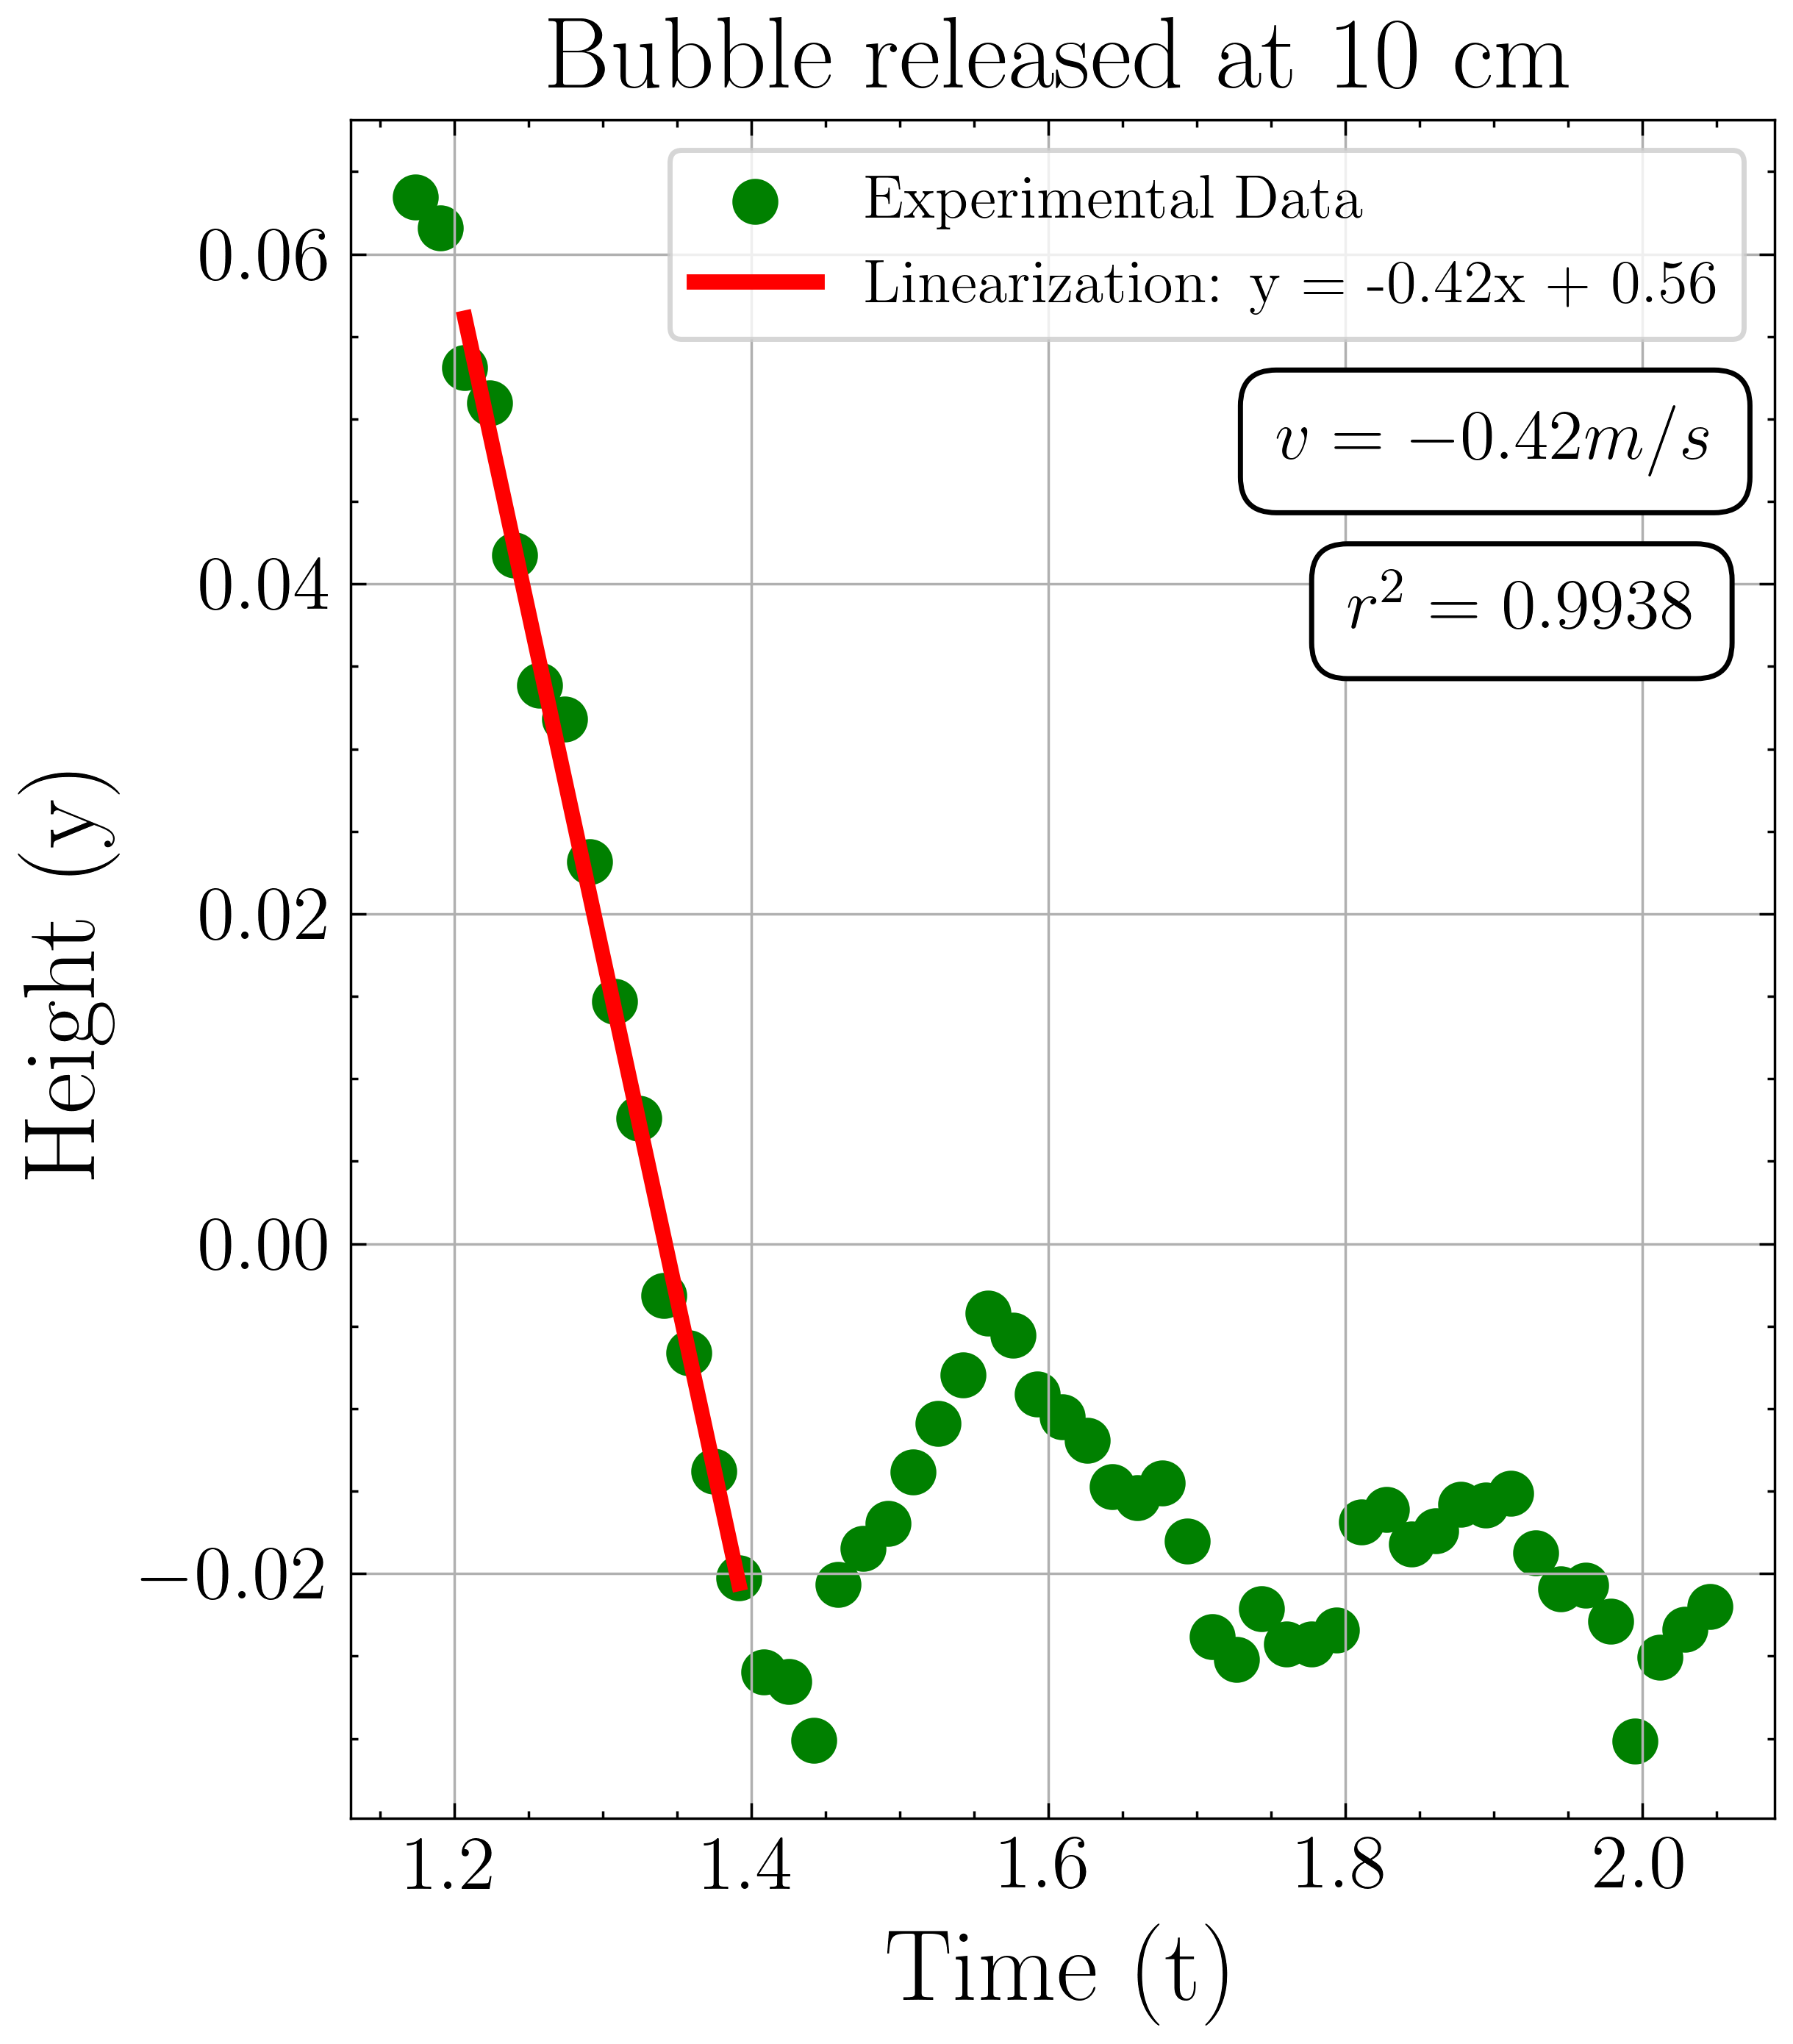 Bubble released at 10 cm
Experimental Data
Linearization: y = -0.42x + 0.56
v = −0.42m/s
r² = 0.9938
0.06
0.04
0.02
0.00
−0.02
Height (y)
1.2 1.4 1.6 1.8 2.0
Time (t)